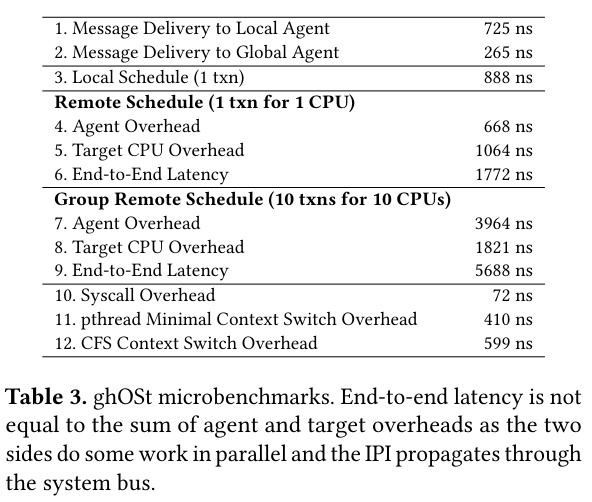 1. Message Delivery to Local Agent 725 ns
2. Message Delivery to Global Agent 265 ns
3. Local Schedule (1 txn) 888 ns
Remote Schedule (1 txn for 1 CPU)
4. Agent Overhead 668 ns
5. Target CPU Overhead 1064 ns
6. End-to-End Latency 1772 ns
Group Remote Schedule (10 txns for 10 CPUs)
7. Agent Overhead 3964 ns
8. Target CPU Overhead 1821 ns
9. End-to-End Latency 5688 ns
10. Syscall Overhead 72 ns
11. pthread Minimal Context Switch Overhead 410 ns
12. CFS Context Switch Overhead 599 ns
Table 3. ghOSt microbenchmarks. End-to-end latency is not
equal to the sum of agent and target overheads as the two
sides do some work in parallel and the IPI propagates through
the system bus.